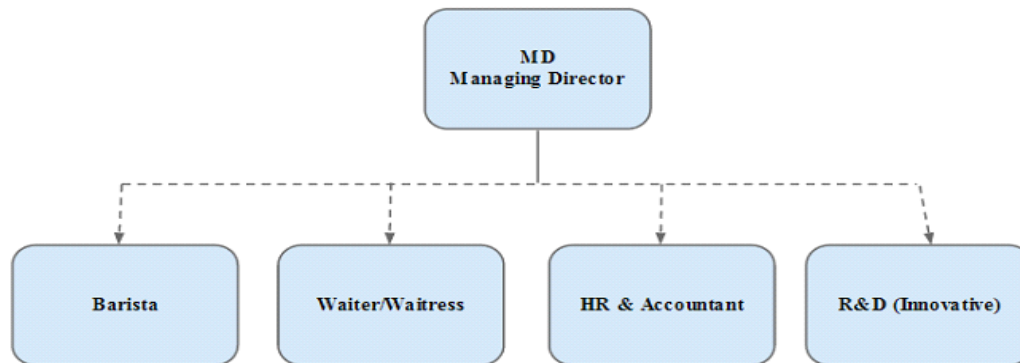 MD
Managing Director
Barista
Waiter/Waitress
HR & Accountant
R&D (Innovative)